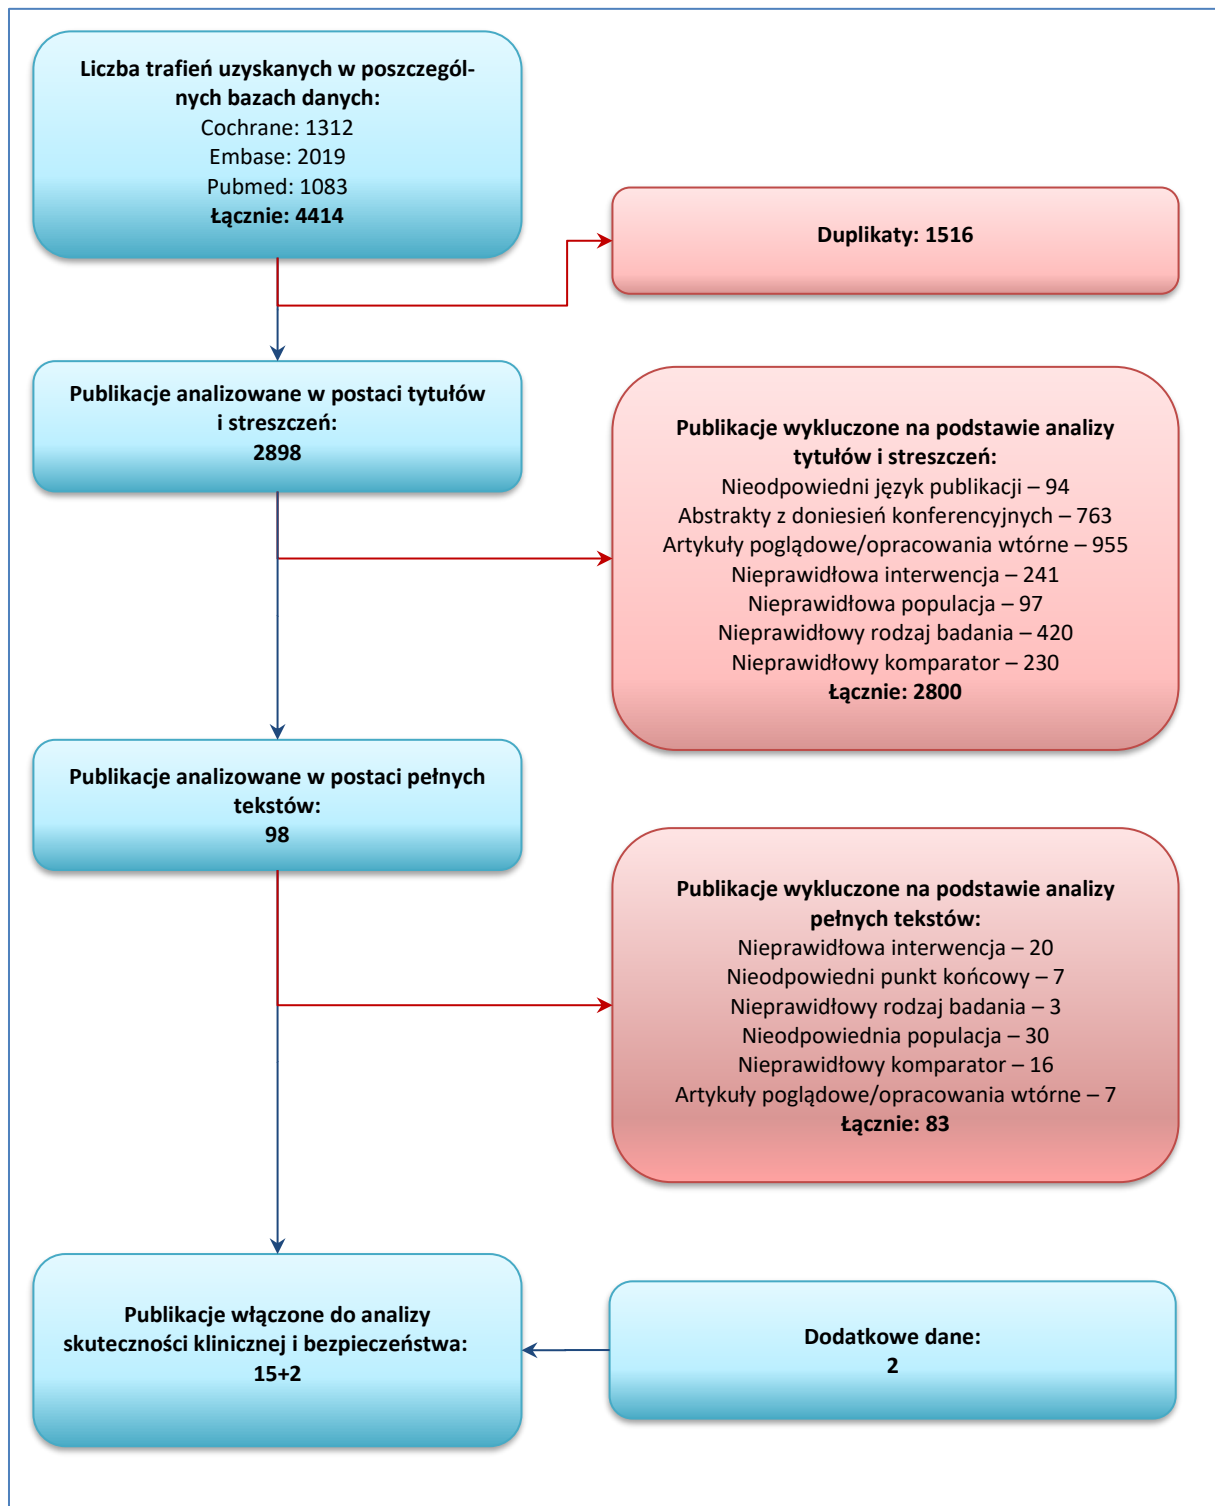 Liczba trafień uzyskanych w poszczegól-
nych bazach danych:
Cochrane: 1312
Embase: 2019
Pubmed: 1083
Łącznie: 4414
Duplikaty: 1516
Publikacje analizowane w postaci tytułów
i streszczeń:
2898
Publikacje wykluczone na podstawie analizy
tytułów i streszczeń:
Nieodpowiedni język publikacji – 94
Abstrakty z doniesień konferencyjnych – 763
Artykuły poglądowe/opracowania wtórne – 955
Nieprawidłowa interwencja – 241
Nieprawidłowa populacja – 97
Nieprawidłowy rodzaj badania – 420
Nieprawidłowy komparator – 230
Łącznie: 2800
Publikacje analizowane w postaci pełnych
tekstów:
98
Publikacje wykluczone na podstawie analizy
pełnych tekstów:
Nieprawidłowa interwencja – 20
Nieodpowiedni punkt końcowy – 7
Nieprawidłowy rodzaj badania – 3
Nieodpowiednia populacja – 30
Nieprawidłowy komparator – 16
Artykuły poglądowe/opracowania wtórne – 7
Łącznie: 83
Publikacje włączone do analizy
skuteczności klinicznej i bezpieczeństwa:
15+2
Dodatkowe dane:
2